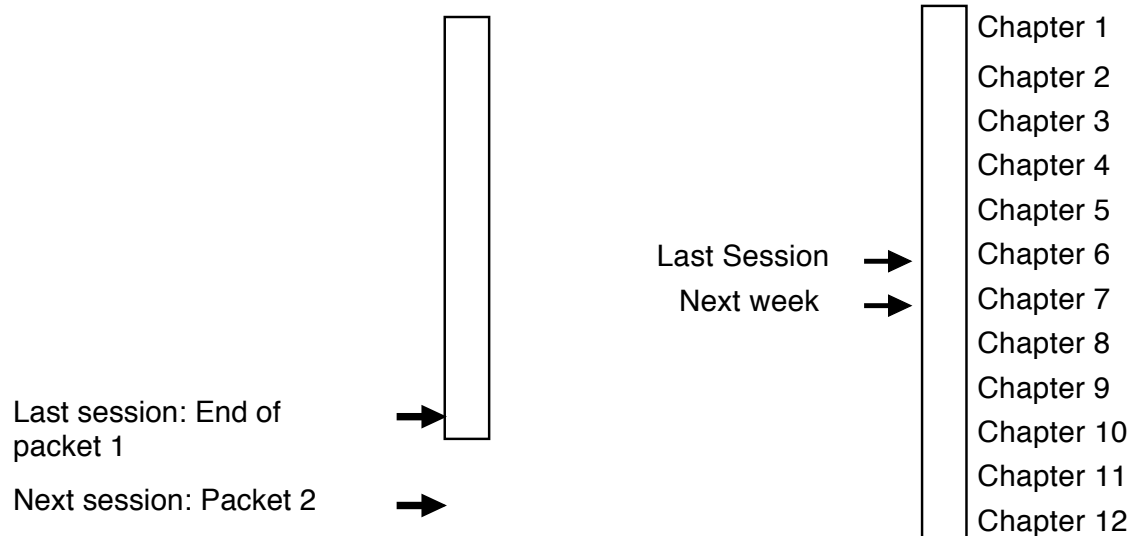 Last session: End of
packet 1
Next session: Packet 2
Last Session
Next week
Chapter 1
Chapter 2
Chapter 3
Chapter 4
Chapter 5
Chapter 6
Chapter 7
Chapter 8
Chapter 9
Chapter 10
Chapter 11
Chapter 12